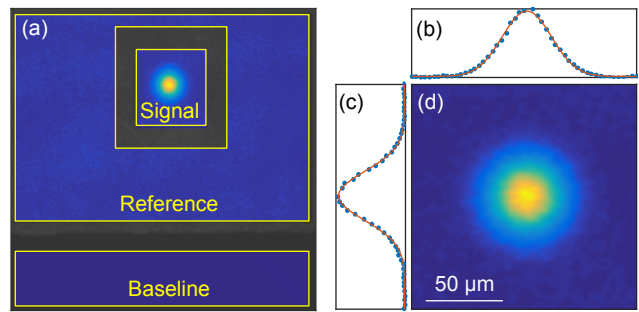 (a)
Signal
Reference
Baseline
(b)
(c)
(d)
50 µm